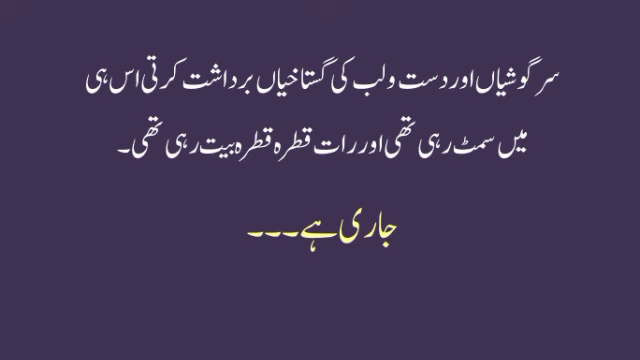 سرگوشیاں اور دست و لب کی گستاخیاں برداشت کرتی اس ہی
میں سمٹ رہی تھی اور رات قطرہ قطرہ بیت رہی تھی۔
جاری ہے۔۔۔